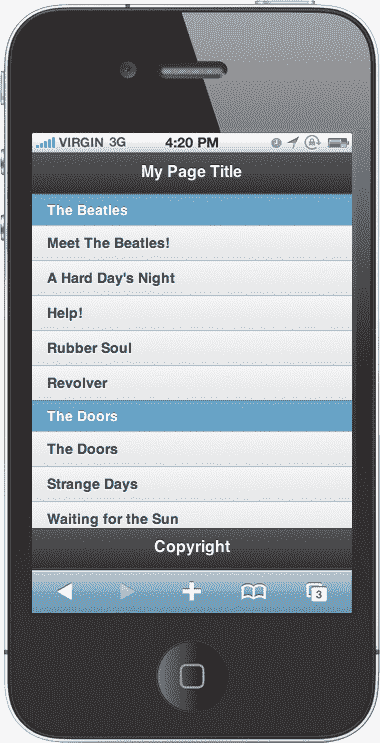 VIRGIN 3G 4:20 PM
My Page Title
The Beatles
Meet The Beatles!
A Hard Day's Night
Help!
Rubber Soul
Revolver
The Doors
The Doors
Strange Days
Waiting for the Sun
Copyright
3